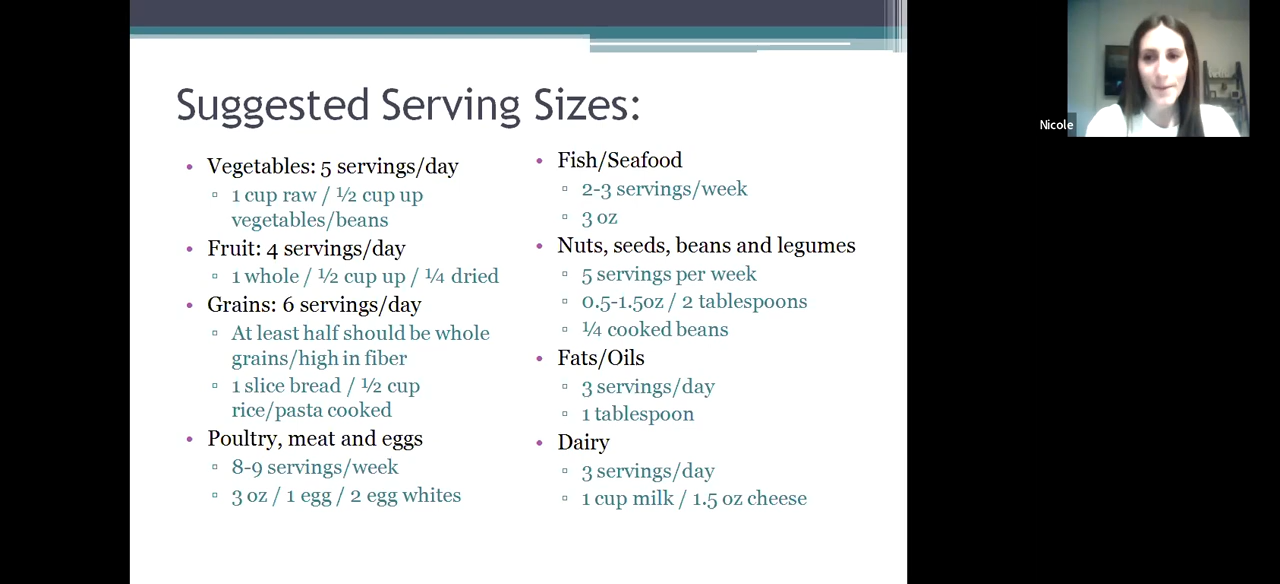 Suggested Serving Sizes:
• Vegetables: 5 servings/day
▫ 1 cup raw / ½ cup up
vegetables/beans
• Fruit: 4 servings/day
▫ 1 whole / ½ cup up / ¼ dried
• Grains: 6 servings/day
▫ At least half should be whole
grains/high in fiber
▫ 1 slice bread / ½ cup
rice/pasta cooked
• Poultry, meat and eggs
▫ 8-9 servings/week
▫ 3 oz / 1 egg / 2 egg whites
• Fish/Seafood
▫ 2-3 servings/week
▫ 3 oz
• Nuts, seeds, beans and legumes
▫ 5 servings per week
▫ 0.5-1.5oz / 2 tablespoons
▫ ¼ cooked beans
• Fats/Oils
▫ 3 servings/day
▫ 1 tablespoon
• Dairy
▫ 3 servings/day
▫ 1 cup milk / 1.5 oz cheese
Nicole